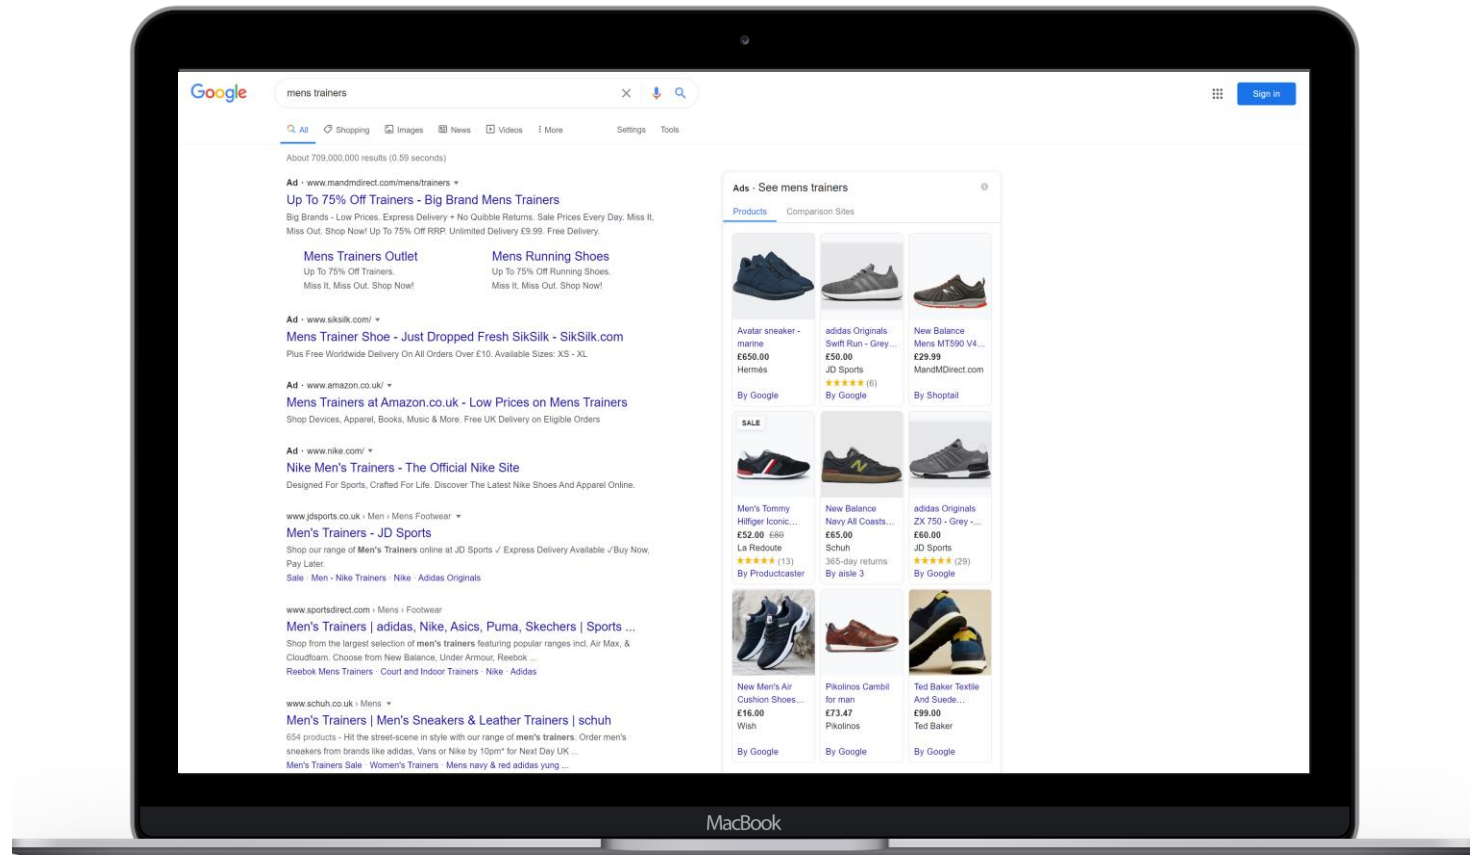 Google
mens trainers
Sign in
All Shopping Images News Videos More Settings Tools
About 709,000,000 results (0.59 seconds)
Ad · www.mandmdirect.com/mens/trainers
Up To 75% Off Trainers - Big Brand Mens Trainers
Big Brands - Low Prices. Express Delivery + No Quibble Returns. Sale Prices Every Day. Miss It,
Miss Out. Shop Now! Up To 75% Off RRP. Unlimited Delivery £9.99. Free Delivery.
Mens Trainers Outlet
Up To 75% Off Trainers.
Miss It, Miss Out. Shop Now!
Mens Running Shoes
Up To 75% Off Running Shoes.
Miss It, Miss Out. Shop Now!
Ad · www.siksilk.com/
Mens Trainer Shoe - Just Dropped Fresh SikSilk - SikSilk.com
Plus Free Worldwide Delivery On All Orders Over £10. Available Sizes: XS - XL
Ad · www.amazon.co.uk/
Mens Trainers at Amazon.co.uk - Low Prices on Mens Trainers
Shop Devices, Apparel, Books, Music & More. Free UK Delivery on Eligible Orders
Ad · www.nike.com/
Nike Men's Trainers - The Official Nike Site
Designed For Sports, Crafted For Life. Discover The Latest Nike Shoes And Apparel Online.
www.jdsports.co.uk › Men › Mens Footwear
Men's Trainers - JD Sports
Shop our range of Men's Trainers online at JD Sports ✓ Express Delivery Available ✓Buy Now,
Pay Later.
Sale · Men - Nike Trainers · Nike · Adidas Originals
www.sportsdirect.com › Mens › Footwear
Men's Trainers | adidas, Nike, Asics, Puma, Skechers | Sports ...
Shop from the largest selection of men's trainers featuring popular ranges incl. Air Max, &
Cloudfoam. Choose from New Balance, Under Armour, Reebok ...
Reebok Mens Trainers · Court and Indoor Trainers · Nike · Adidas
www.schuh.co.uk › Mens
Men's Trainers | Men's Sneakers & Leather Trainers | schuh
654 products - Hit the street-scene in style with our range of men's trainers. Order men's
sneakers from brands like adidas, Vans or Nike by 10pm* for Next Day UK ...
Men's Trainers Sale · Women's Trainers · Mens navy & red adidas yung ...
Ads · See mens trainers
Products Comparison Sites
Avatar sneaker -
marine
£650.00
Hermès
By Google
adidas Originals
Swift Run - Grey...
£50.00
JD Sports
(6)
By Google
New Balance
Mens MT590 V4...
£29.99
MandMDirect.com
By Shoptail
SALE
Men's Tommy
Hilfiger Iconic...
£52.00 £80
La Redoute
(13)
By Productcaster
New Balance
Navy All Coasts...
£65.00
Schuh
365-day returns
By aisle 3
adidas Originals
ZX 750 - Grey -...
£60.00
JD Sports
(29)
By Google
New Men's Air
Cushion Shoes...
£16.00
Wish
By Google
Pikolinos Cambil
for man
£73.47
Pikolinos
By Google
Ted Baker Textile
And Suede...
£99.00
Ted Baker
By Google
MacBook